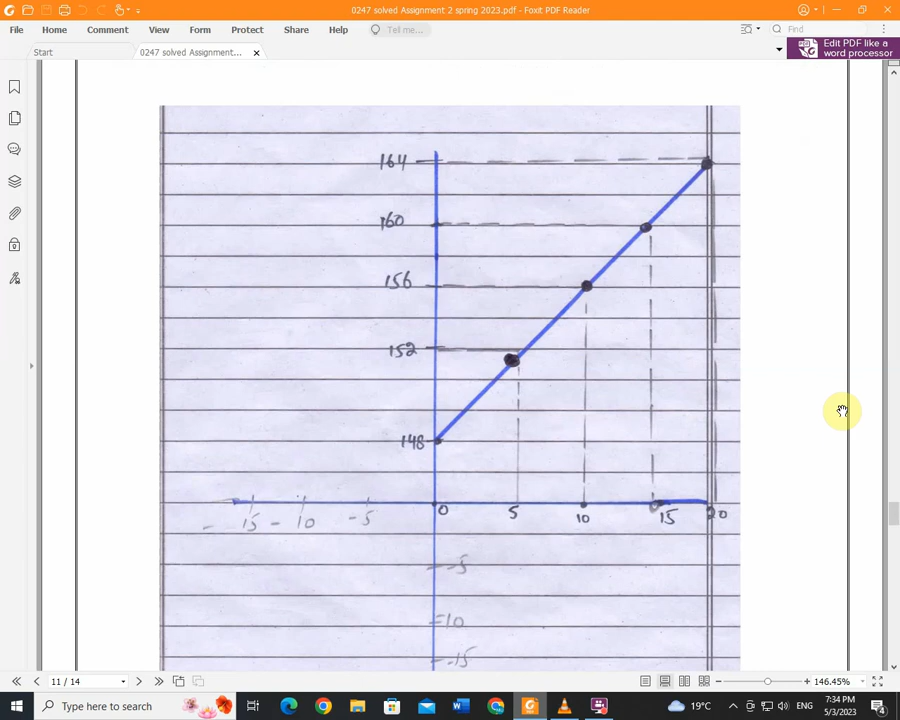 0247 solved Assignment 2 spring 2023.pdf - Foxit PDF Reader
File Home Comment View Form Protect Share Help Tell me... Find
Start 0247 solved Assignment... Edit PDF like a
word processor
164
160
156
152
148
- 15 - 10 -5 0 5 10 15 20
-5
-10
-15
11 / 14 146.45%
Type here to search 19°C 7:34 PM
5/3/2023 4